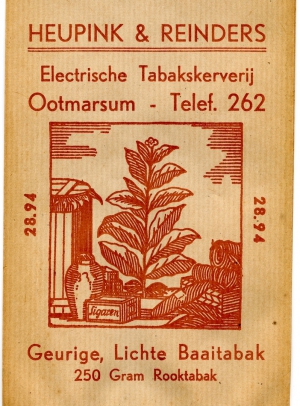 HEUPINK & REINDERS
Electrische Tabakskerverij
Ootmarsum - Telef. 262
28.94
28.94
Sigaren
Geurige, Lichte Baaitabak
250 Gram Rooktabak